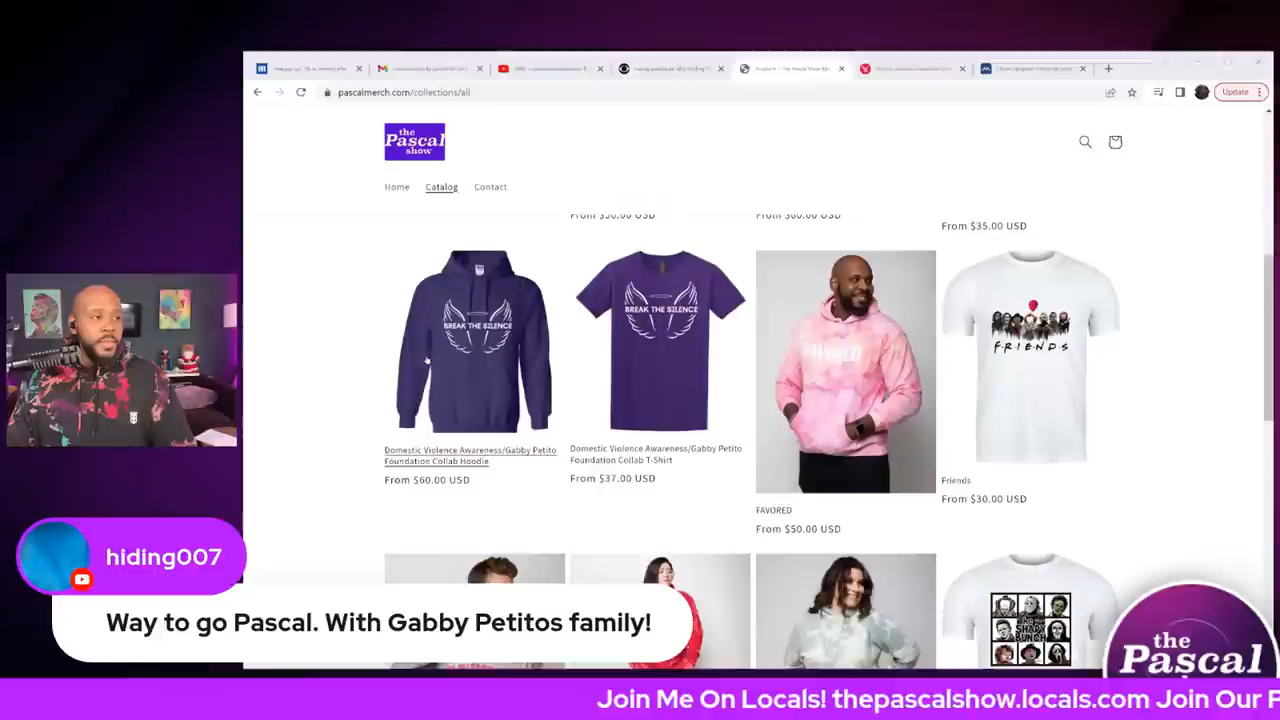 pascalmerch.com/collections/all
Update
the
Pascal
show
Home
Catalog
Contact
From $35.00 USD
BREAK THE SILENCE
BREAK THE SILENCE
FAVORED
FRIENDS
Domestic Violence Awareness/Gabby Petito
Foundation Collab Hoodie
From $60.00 USD
Domestic Violence Awareness/Gabby Petito
Foundation Collab T-Shirt
From $37.00 USD
FAVORED
From $50.00 USD
Friends
From $30.00 USD
hiding007
Way to go Pascal. With Gabby Petitos family!
BUNCH
the
Pascal
Join Me On Locals! thepascalshow.locals.com Join Our P